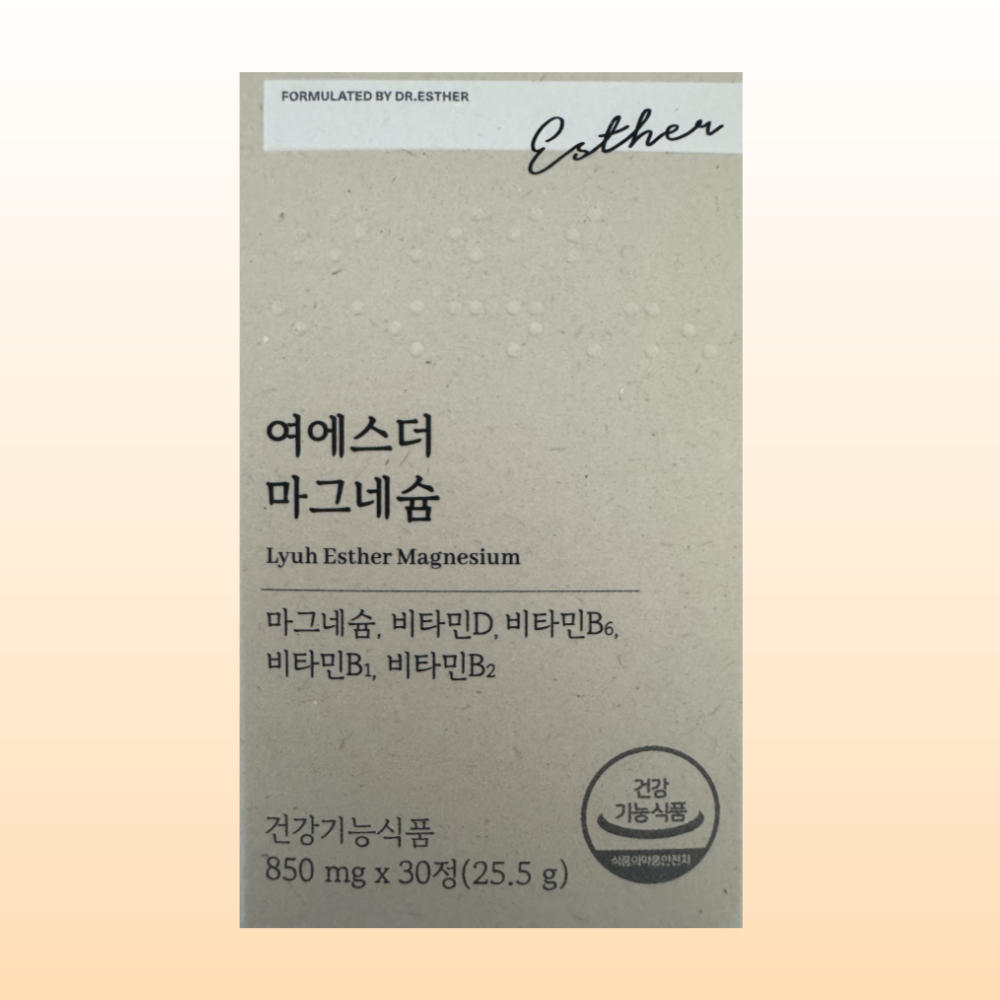 FORMULATED BY DR.ESTHER
Esther
여에스더
마그네슘
Lyuh Esther Magnesium
마그네슘, 비타민D, 비타민B6,
비타민B1, 비타민B2
건강기능식품
850 mg x 30정(25.5 g)
건강
기능식품
식품의약품안전처